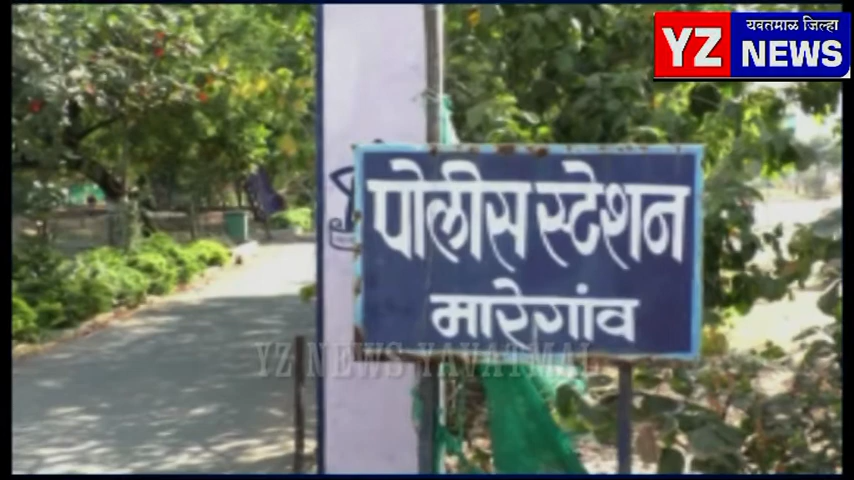 यवतमाळ जिल्हा
YZ NEWS
पोलीस स्टेशन
मारेगांव
YZ NEWS YAVATMAL